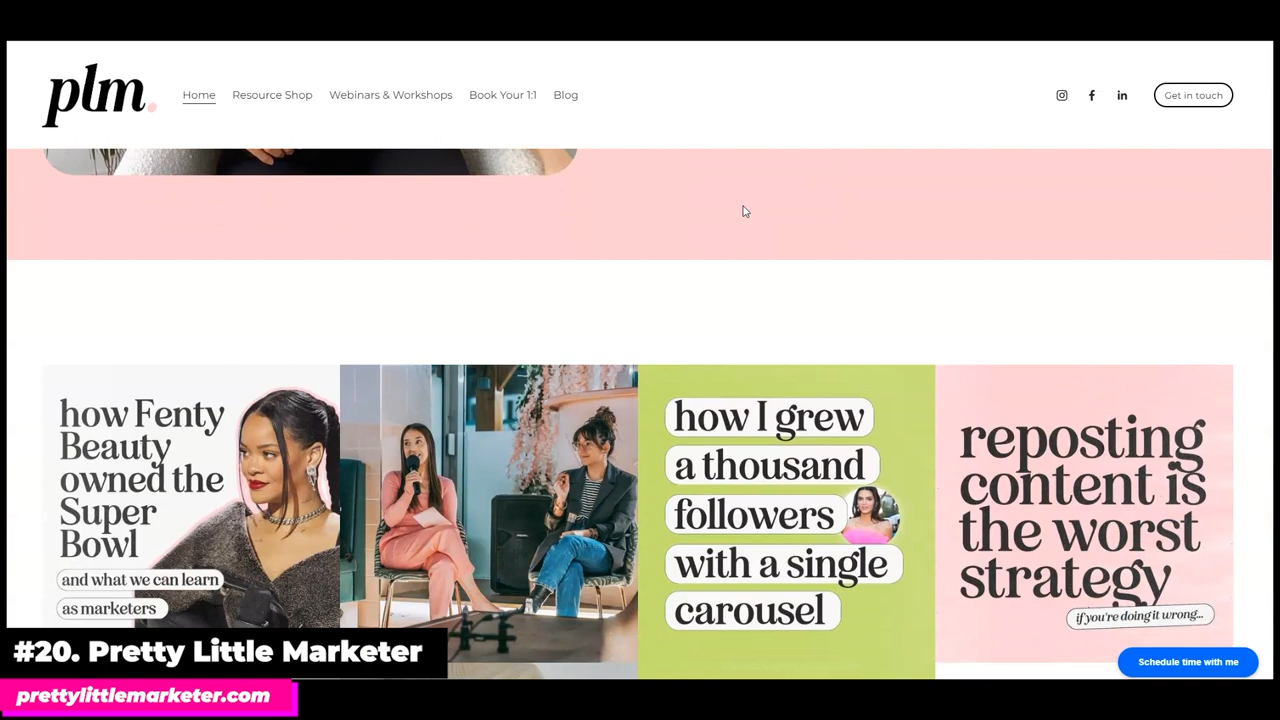 plm.
Home Resource Shop Webinars & Workshops Book Your 1:1 Blog
Get in touch
how Fenty
Beauty
owned the
Super
Bowl
and what we can learn
as marketers
how I grew
a thousand
followers
with a single
carousel
reposting
content is
the worst
strategy
if you're doing it wrong...
Schedule time with me
#20. Pretty Little Marketer
prettylittlemarketer.com